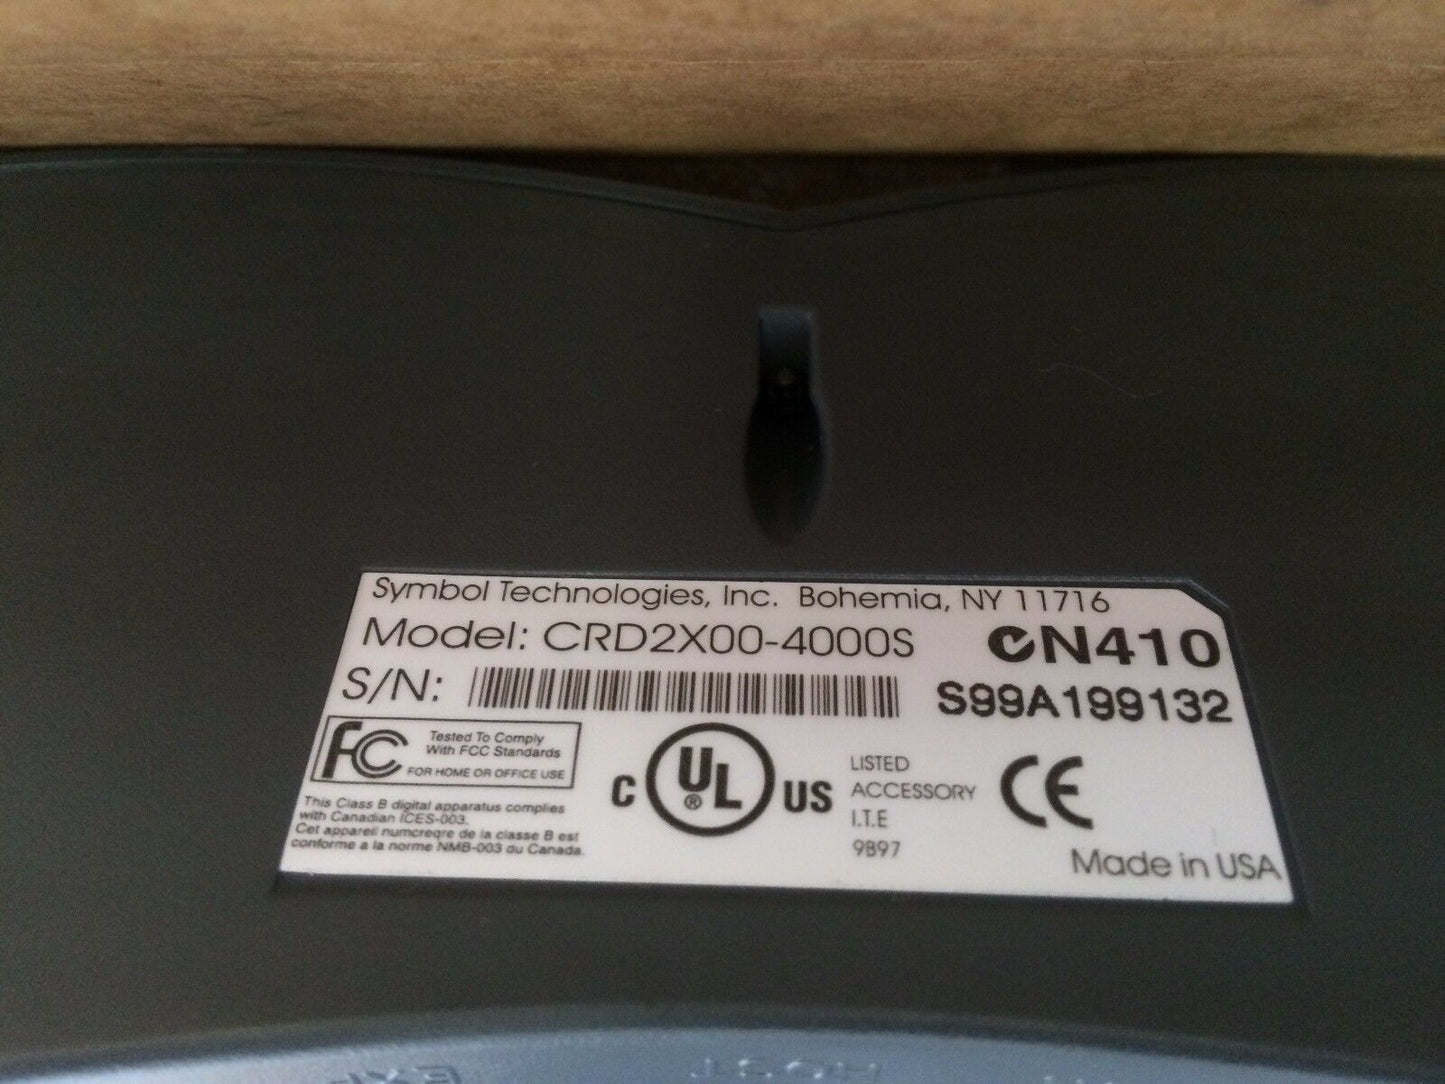 Symbol Technologies, Inc. Bohemia, NY 11716
Model: CRD2X00-4000S N410
S/N: S99A199132
FC Tested To Comply
With FCC Standards
FOR HOME OR OFFICE USE
This Class B digital apparatus complies
with Canadian ICES-003.
Cet appareil numcreqre de la classe B est
conforme a la norme NMB-003 du Canada.
C UL ® US
LISTED
ACCESSORY
I.T.E
9B97
CE
Made in USA
EXP HOST